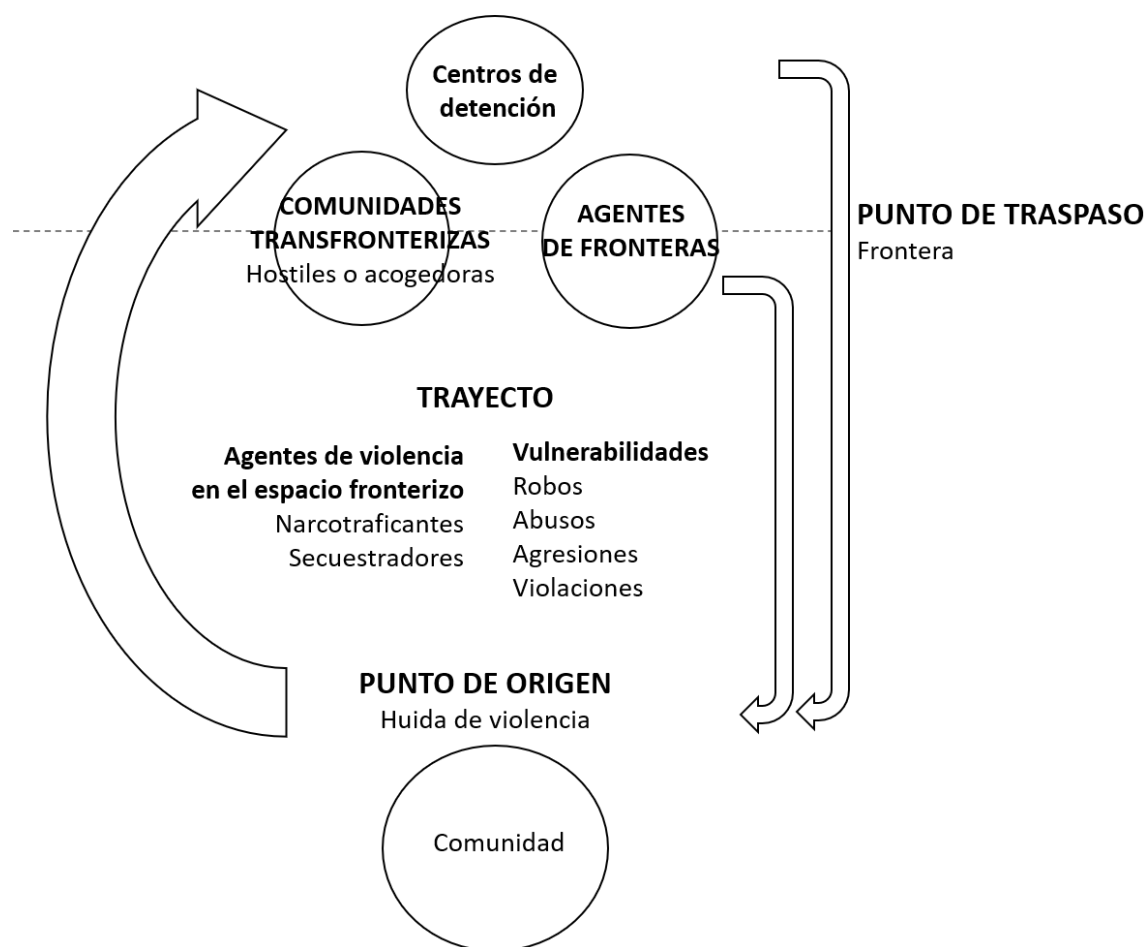 Centros de
detención
COMUNIDADES
TRANSFRONTERIZAS
Hostiles o acogedoras
AGENTES
DE FRONTERAS
PUNTO DE TRASPASO
Frontera
TRAYECTO
Agentes de violencia
en el espacio fronterizo
Narcotraficantes
Secuestradores
Vulnerabilidades
Robos
Abusos
Agresiones
Violaciones
PUNTO DE ORIGEN
Huida de violencia
Comunidad